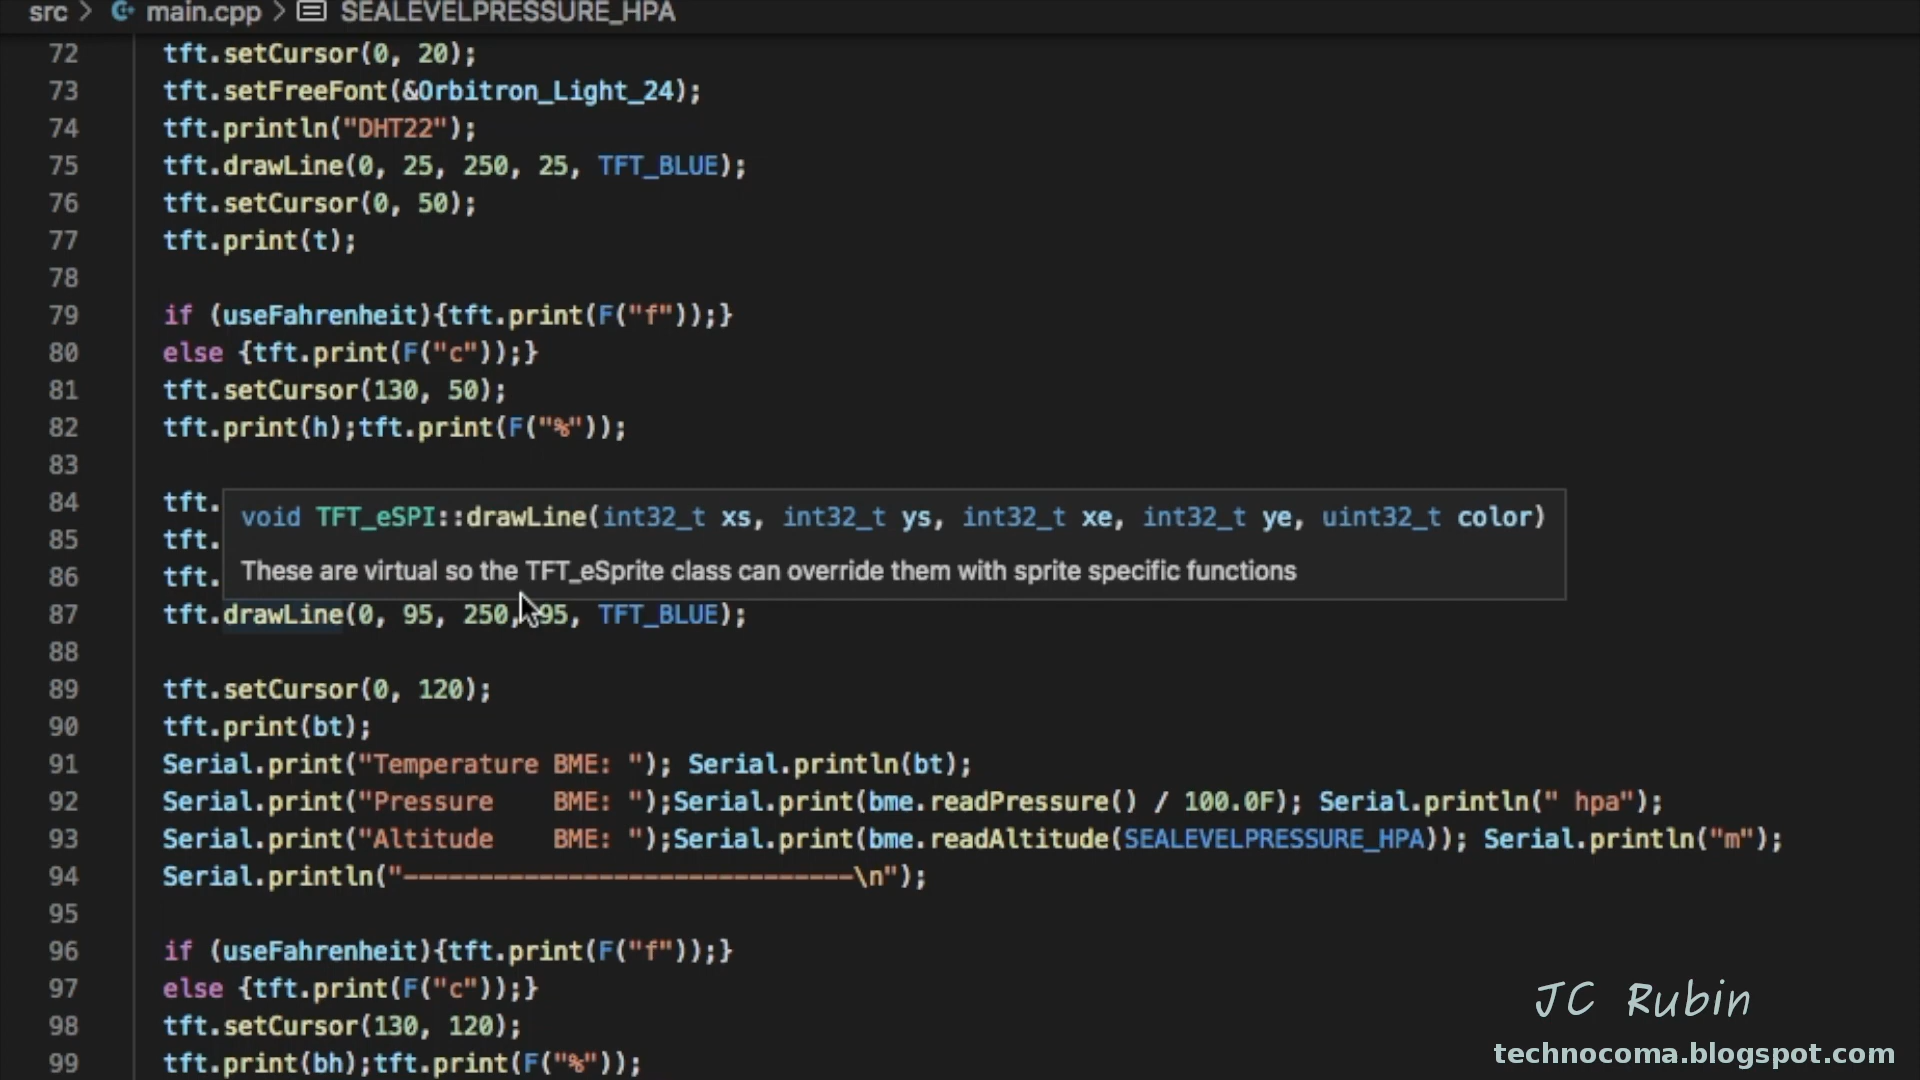 src > main.cpp > SEALEVELPRESSURE_HPA
72 tft.setCursor(0, 20);
73 tft.setFreeFont(&Orbitron_Light_24);
74 tft.println("DHT22");
75 tft.drawLine(0, 25, 250, 25, TFT_BLUE);
76 tft.setCursor(0, 50);
77 tft.print(t);
78
79 if (useFahrenheit){tft.print(F("f"));}
80 else {tft.print(F("c"));}
81 tft.setCursor(130, 50);
82 tft.print(h);tft.print(F("%"));
83
84 tft.
void TFT_eSPI::drawLine(int32_t xs, int32_t ys, int32_t xe, int32_t ye, uint32_t color)
85 tft.
These are virtual so the TFT_eSprite class can override them with sprite specific functions
86 tft.
87 tft.drawLine(0, 95, 250, 95, TFT_BLUE);
88
89 tft.setCursor(0, 120);
90 tft.print(bt);
91 Serial.print("Temperature BME: "); Serial.println(bt);
92 Serial.print("Pressure    BME: ");Serial.print(bme.readPressure() / 100.0F); Serial.println(" hpa");
93 Serial.print("Altitude    BME: ");Serial.print(bme.readAltitude(SEALEVELPRESSURE_HPA)); Serial.println("m");
94 Serial.println("------------------------------\n");
95
96 if (useFahrenheit){tft.print(F("f"));}
97 else {tft.print(F("c"));}
98 tft.setCursor(130, 120);
99 tft.print(bh);tft.print(F("%"));
JC Rubin
technocoma.blogspot.com